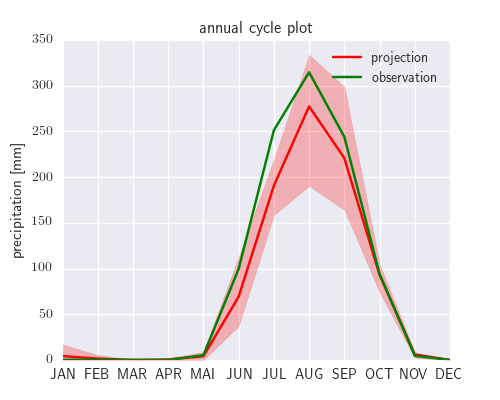 annual cycle plot
projection
observation
precipitation [mm]
350
300
250
200
150
100
50
0
JAN FEB MAR APR MAI JUN JUL AUG SEP OCT NOV DEC